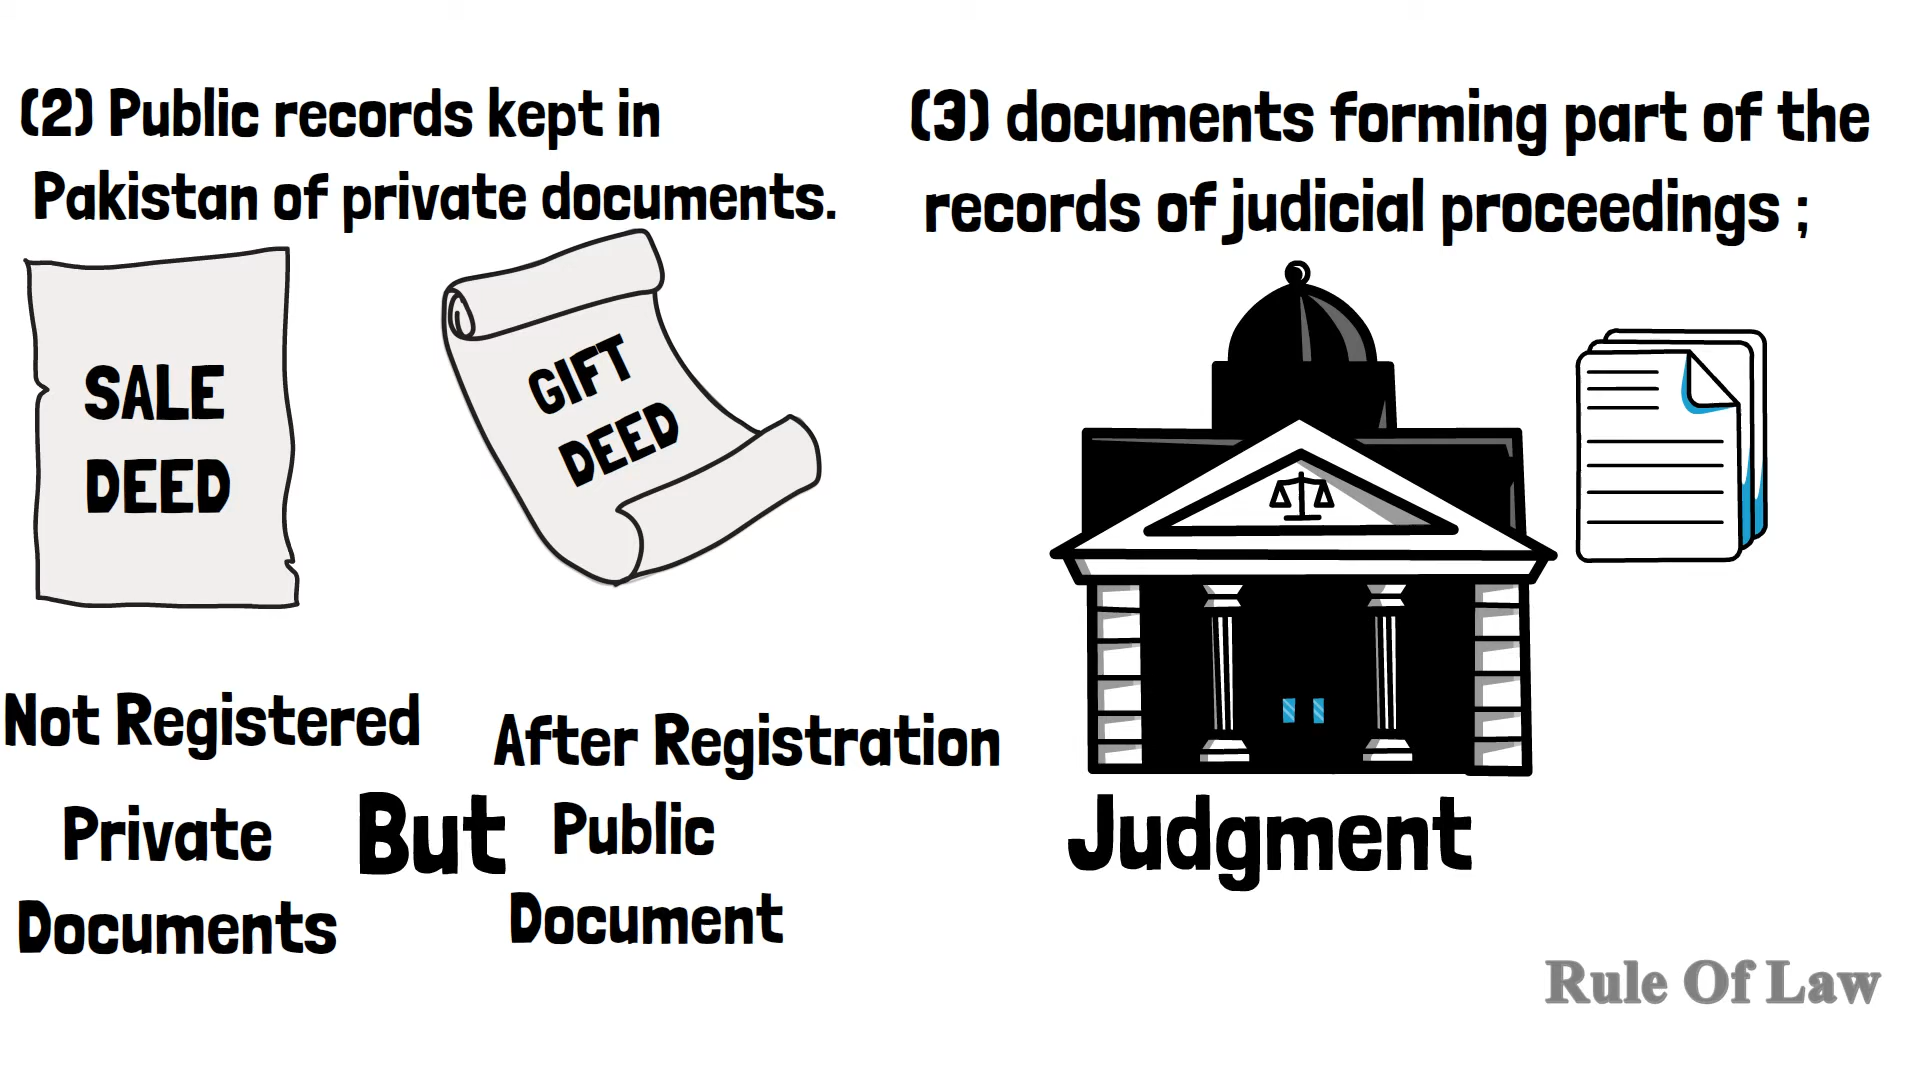 (2) Public records kept in
Pakistan of private documents.
SALE
DEED
GIFT
DEED
Not Registered
Private
Documents
But
After Registration
Public
Document
(3) documents forming part of the
records of judicial proceedings ;
Judgment
Rule Of Law